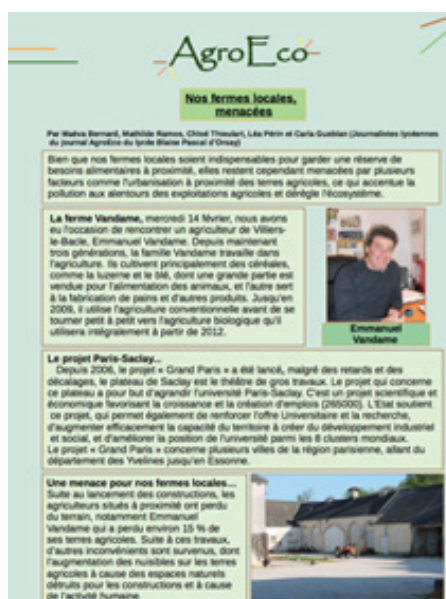 AgroEco
Nos fermes locales,
menacées
Par Maëva Bernard, Mathilde Ramos, Chloé Thieulart, Léa Périn et Carla Gueblan (Journalistes lycéennes
du journal AgroEco du lycée Blaise Pascal d'Orsay)
Bien que nos fermes locales soient indispensables pour garder une réserve de
besoins alimentaires à proximité, elles restent cependant menacées par plusieurs
facteurs comme l'urbanisation à proximité des terres agricoles, ce qui accentue la
pollution aux alentours des exploitations agricoles et dérègle l'écosystème.
La ferme Vandame, mercredi 14 février, nous avons
eu l'occasion de rencontrer un agriculteur de Villiers-
le-Bacle, Emmanuel Vandame. Depuis maintenant
trois générations, la famille Vandame travaille dans
l'agriculture. Ils cultivent principalement des céréales,
comme la luzerne et le blé, dont une grande partie est
vendue pour l'alimentation des animaux, et l'autre sert
à la fabrication de pains et d'autres produits. Jusqu'en
2009, il utilise l'agriculture conventionnelle avant de se
tourner petit à petit vers l'agriculture biologique qu'il
utilisera intégralement à partir de 2012.
Emmanuel
Vandame
Le projet Paris-Saclay...
Depuis 2006, le projet « Grand Paris » a été lancé, malgré des retards et des
décalages, le plateau de Saclay est le théâtre de gros travaux. Le projet qui concerne
ce plateau a pour but d'agrandir l'université Paris-Saclay. C'est un projet scientifique et
économique favorisant la croissance et la création d'emplois (265000). L'Etat soutient
ce projet, qui permet également de renforcer l'offre Universitaire et la recherche,
d'augmenter efficacement la capacité du territoire à créer du développement industriel
et social, et d'améliorer la position de l'université parmi les 8 clusters mondiaux.
Le projet « Grand Paris » concerne plusieurs villes de la région parisienne, allant du
département des Yvelines jusqu'en Essonne.
Une menace pour nos fermes locales...
Suite au lancement des constructions, les
agriculteurs situés à proximité ont perdu
du terrain, notamment Emmanuel
Vandame qui a perdu environ 15 % de
ses terres agricoles. Suite à ces travaux,
d'autres inconvénients sont survenus, dont
l'augmentation des nuisibles sur les terres
agricoles à cause des espaces naturels
détruits pour les constructions et à cause
de l'activité humaine.